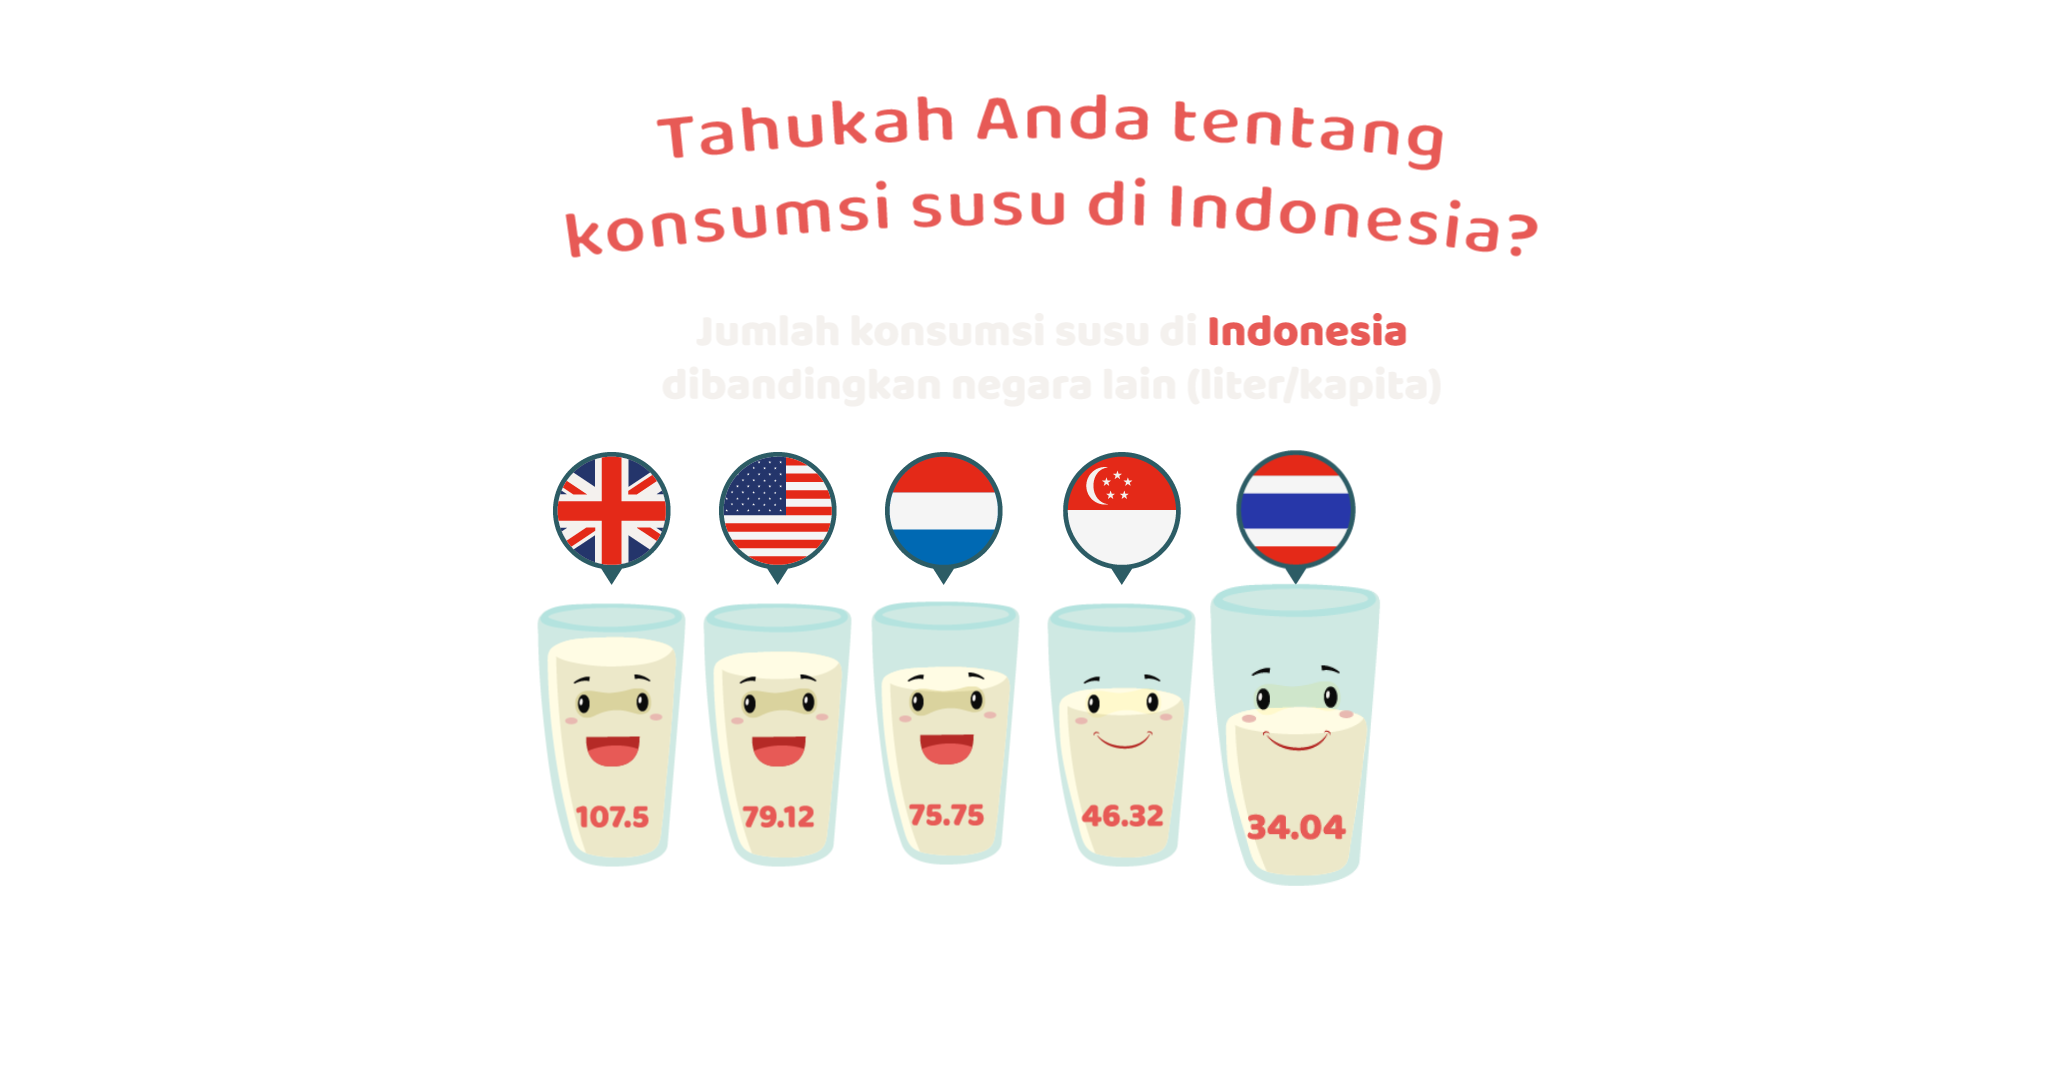 Tahukah Anda tentang
konsumsi susu di Indonesia?
Jumlah konsumsi susu di Indonesia
dibandingkan negara lain (liter/kapita)
107.5 79.12 75.75 46.32 34.04